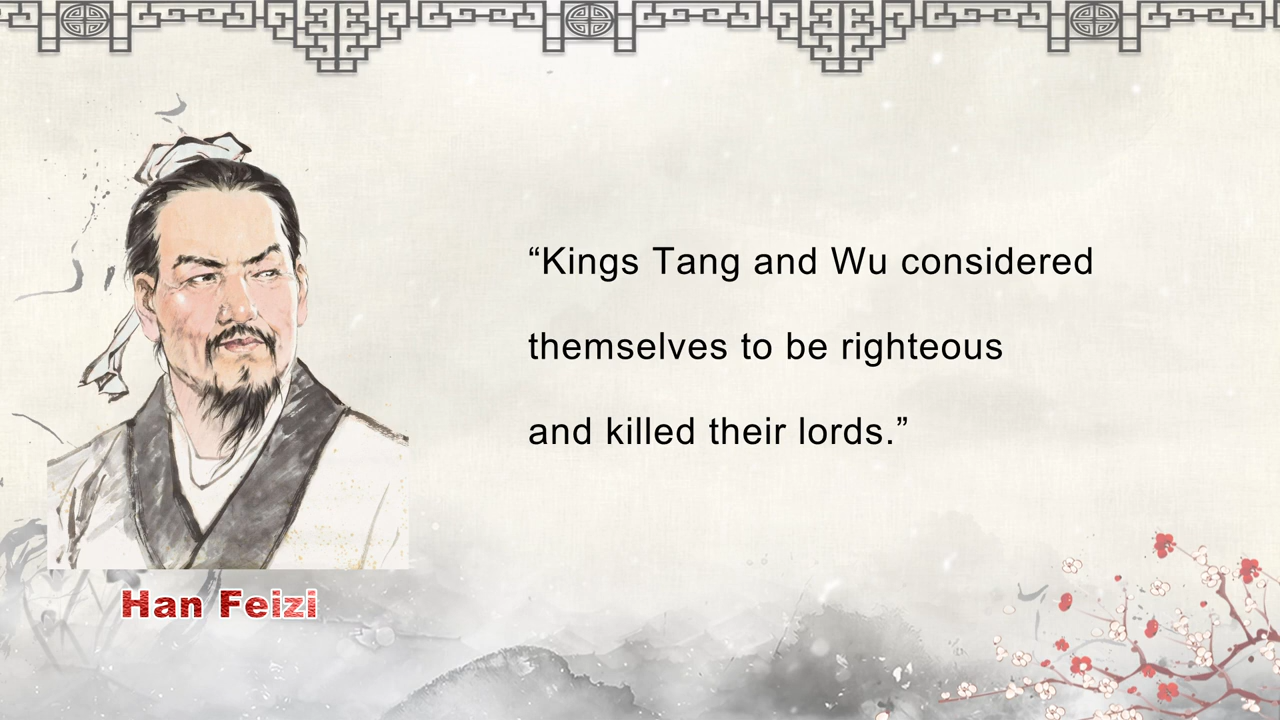 “Kings Tang and Wu considered
themselves to be righteous
and killed their lords.”
Han Feizi